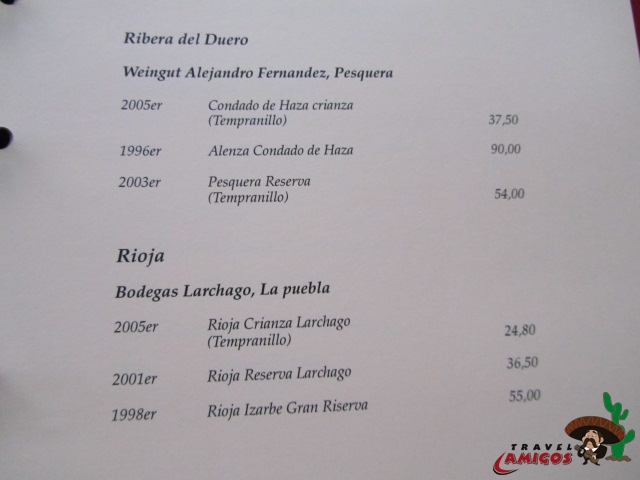 Ribera del Duero
Weingut Alejandro Fernandez, Pesquera
2005er Condado de Haza crianza
(Tempranillo) 37,50
1996er Alenza Condado de Haza 90,00
2003er Pesquera Reserva
(Tempranillo) 54,00
Rioja
Bodegas Larchago, La puebla
2005er Rioja Crianza Larchago
(Tempranillo) 24,80
2001er Rioja Reserva Larchago 36,50
1998er Rioja Izarbe Gran Riserva 55,00
TRAVEL
AMIGOS